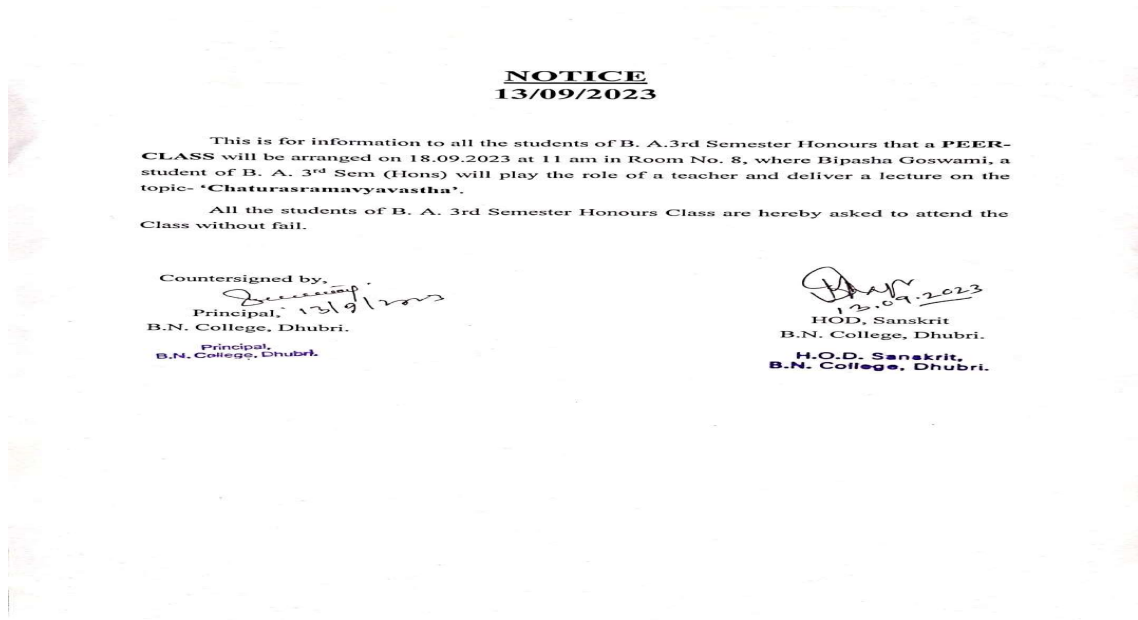 NOTICE
13/09/2023
This is for information to all the students of B. A.3rd Semester Honours that a PEER-
CLASS will be arranged on 18.09.2023 at 11 am in Room No. 8, where Bipasha Goswami, a
student of B. A. 3rd Sem (Hons) will play the role of a teacher and deliver a lecture on the
topic- ‘Chaturasramavyavastha’.
All the students of B. A. 3rd Semester Honours Class are hereby asked to attend the
Class without fail.
Countersigned by,
Principal, 13/9/2023
B.N. College, Dhubri.
Principal,
B.N. College, Dhubri.
13.09.2023
HOD, Sanskrit
B.N. College, Dhubri.
H.O.D. Sanskrit,
B.N. College, Dhubri.